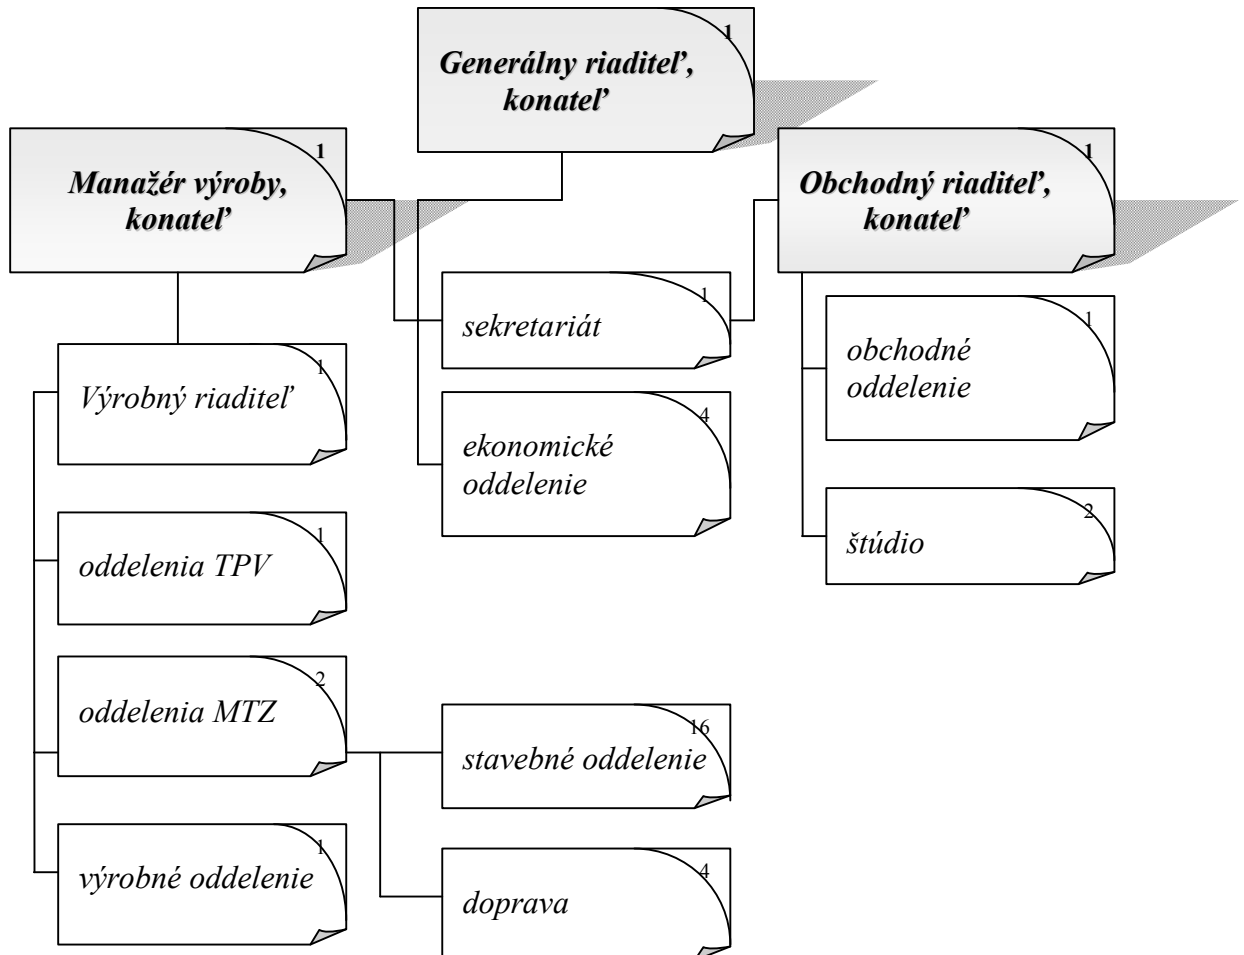 1
Generálny riaditeľ,
konateľ
1
Manažér výroby,
konateľ
1
Obchodný riaditeľ,
konateľ
1
sekretariát
1
obchodné
oddelenie
1
Výrobný riaditeľ
4
ekonomické
oddelenie
2
štúdio
1
oddelenia TPV
2
oddelenia MTZ
16
stavebné oddelenie
1
výrobné oddelenie
4
doprava